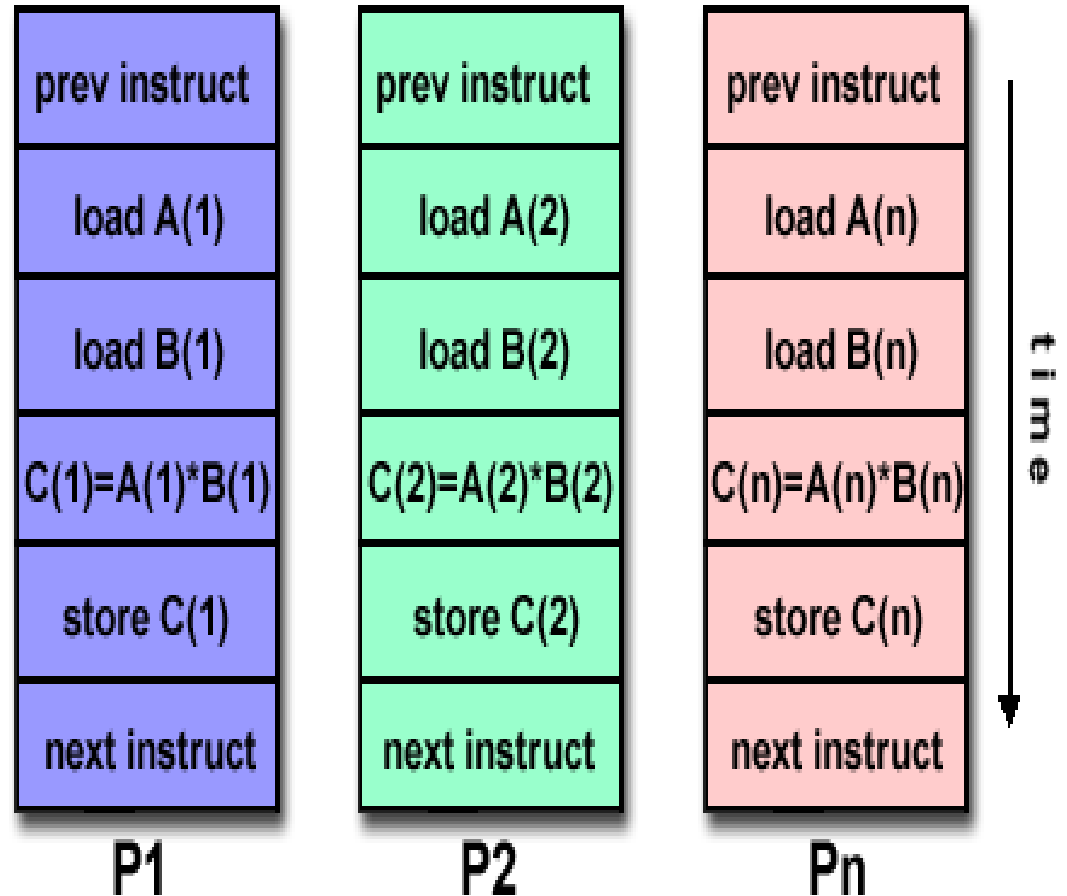 prev instruct
load A(1)
load B(1)
C(1)=A(1)*B(1)
store C(1)
next instruct
P1
prev instruct
load A(2)
load B(2)
C(2)=A(2)*B(2)
store C(2)
next instruct
P2
prev instruct
load A(n)
load B(n)
C(n)=A(n)*B(n)
store C(n)
next instruct
Pn
time